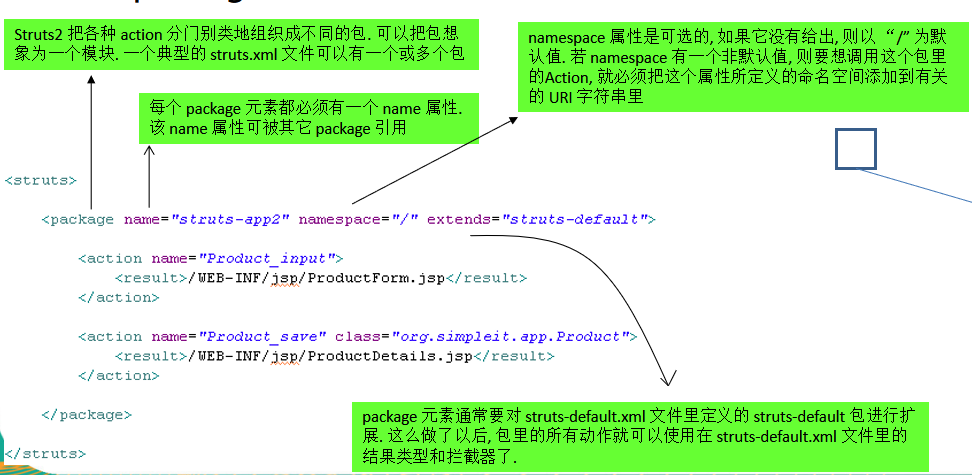 Struts2 把各种 action 分门别类地组织成不同的包. 可以把包想
象为一个模块. 一个典型的 struts.xml 文件可以有一个或多个包
namespace 属性是可选的, 如果它没有给出, 则以 “/” 为默
认值. 若 namespace 有一个非默认值, 则要想调用这个包里
的Action, 就必须把这个属性所定义的命名空间添加到有关
的 URI 字符串里
每个 package 元素都必须有一个 name 属性.
该 name 属性可被其它 package 引用
<struts>
<package name="struts-app2" namespace="/" extends="struts-default">
<action name="Product_input">
<result>/WEB-INF/jsp/ProductForm.jsp</result>
</action>
<action name="Product_save" class="org.simpleit.app.Product">
<result>/WEB-INF/jsp/ProductDetails.jsp</result>
</action>
</package>
</struts>
package 元素通常要对 struts-default.xml 文件里定义的 struts-default 包进行扩
展. 这么做了以后, 包里的所有动作就可以使用在 struts-default.xml 文件里的
结果类型和拦截器了.